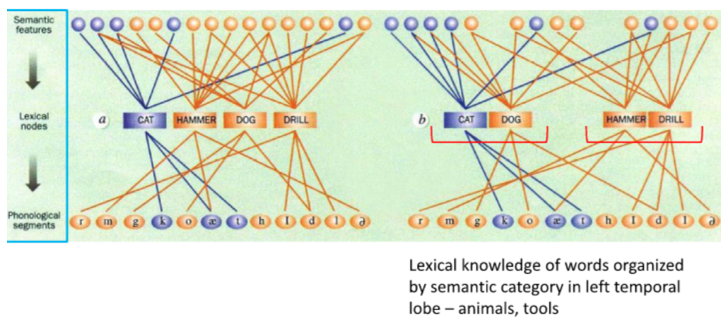 Semantic
features
Lexical
nodes
Phonological
segments
a CAT HAMMER DOG DRILL
b CAT DOG HAMMER DRILL
r m g k o æ t h I d l ə
r m g k o æ t h I d l ə
Lexical knowledge of words organized
by semantic category in left temporal
lobe – animals, tools